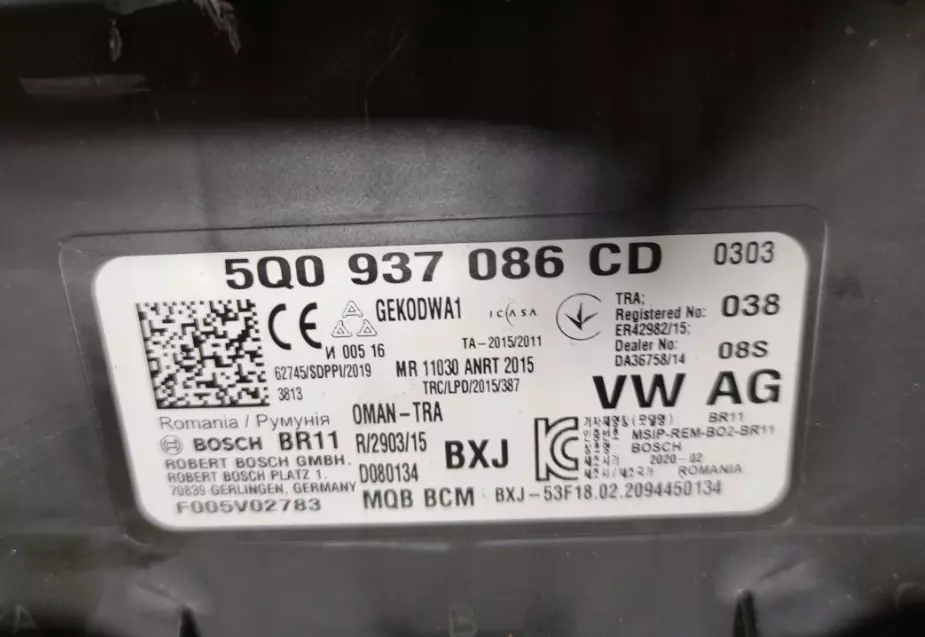 5Q0 937 086 CD 0303
CE GEKODWA1 ICASA TRA: 038
Registered No:
ER42982/15:
TA-2015/2011 Dealer No:
И 005 16 DA36758/14 08S
62745/SDPPI/2019 MR 11030 ANRT 2015
3813 TRC/LPD/2015/387 VW AG
Romania / Румуния OMAN-TRA
BOSCH BR11 R/2903/15 BXJ
BR11
MSIP-REM-BO2-BR11
BOSCH
2020-02
ROMANIA
ROBERT BOSCH GMBH.
ROBERT BOSCH PLATZ 1. D080134
70839 GERLINGEN, GERMANY
F005V02783 MQB BCM BXJ-53F18.02.2094450134
A B C